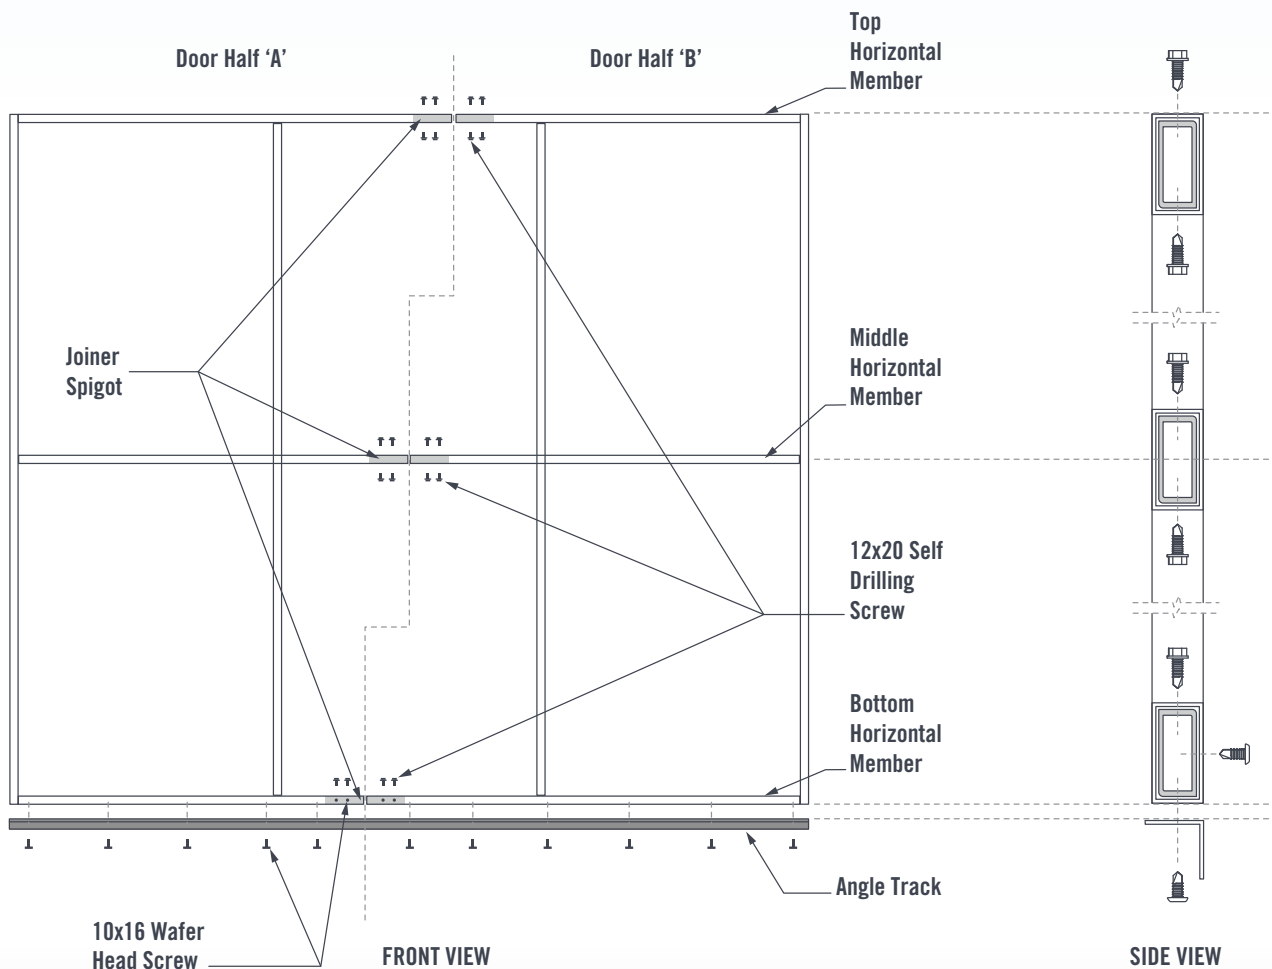 Door Half ‘A’
Door Half ‘B’
Top
Horizontal
Member
Joiner
Spigot
Middle
Horizontal
Member
12x20 Self
Drilling
Screw
Bottom
Horizontal
Member
Angle Track
10x16 Wafer
Head Screw
FRONT VIEW
SIDE VIEW